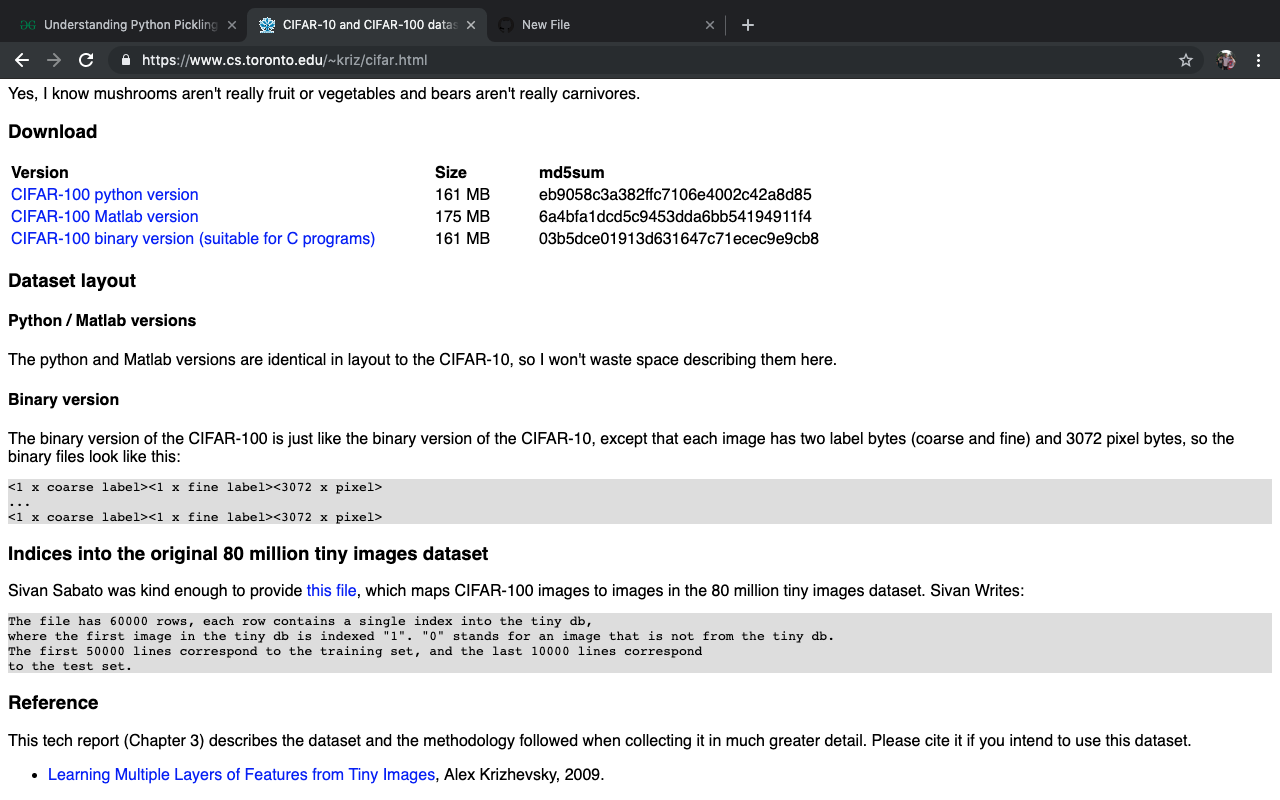 Understanding Python Pickling
CIFAR-10 and CIFAR-100 datas
New File
https://www.cs.toronto.edu/~kriz/cifar.html
Yes, I know mushrooms aren't really fruit or vegetables and bears aren't really carnivores.
Download
Version Size md5sum
CIFAR-100 python version 161 MB eb9058c3a382ffc7106e4002c42a8d85
CIFAR-100 Matlab version 175 MB 6a4bfa1dcd5c9453dda6bb54194911f4
CIFAR-100 binary version (suitable for C programs) 161 MB 03b5dce01913d631647c71ecec9e9cb8
Dataset layout
Python / Matlab versions
The python and Matlab versions are identical in layout to the CIFAR-10, so I won't waste space describing them here.
Binary version
The binary version of the CIFAR-100 is just like the binary version of the CIFAR-10, except that each image has two label bytes (coarse and fine) and 3072 pixel bytes, so the
binary files look like this:
<1 x coarse label><1 x fine label><3072 x pixel>
...
<1 x coarse label><1 x fine label><3072 x pixel>
Indices into the original 80 million tiny images dataset
Sivan Sabato was kind enough to provide this file, which maps CIFAR-100 images to images in the 80 million tiny images dataset. Sivan Writes:
The file has 60000 rows, each row contains a single index into the tiny db,
where the first image in the tiny db is indexed "1". "0" stands for an image that is not from the tiny db.
The first 50000 lines correspond to the training set, and the last 10000 lines correspond
to the test set.
Reference
This tech report (Chapter 3) describes the dataset and the methodology followed when collecting it in much greater detail. Please cite it if you intend to use this dataset.
• Learning Multiple Layers of Features from Tiny Images, Alex Krizhevsky, 2009.